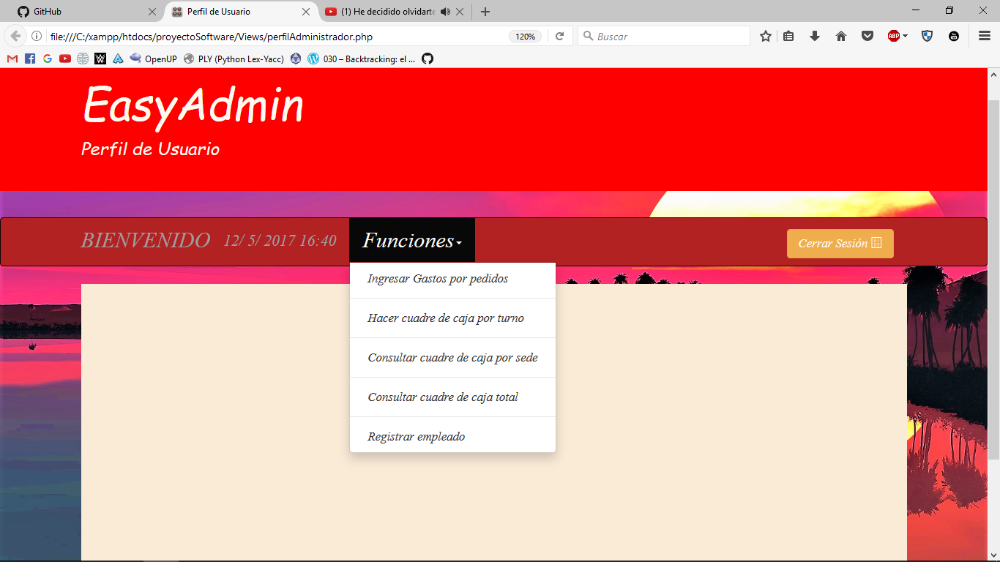 GitHub
Perfil de Usuario
(1) He decidido olvidarte
file:///C:/xampp/htdocs/proyectoSoftware/Views/perfilAdministrador.php
120%
Buscar
ABP
OpenUP
PLY (Python Lex-Yacc)
030 – Backtracking: el ...
EasyAdmin
Perfil de Usuario
BIENVENIDO 12/ 5/ 2017 16:40 Funciones Cerrar Sesión
Ingresar Gastos por pedidos
Hacer cuadre de caja por turno
Consultar cuadre de caja por sede
Consultar cuadre de caja total
Registrar empleado